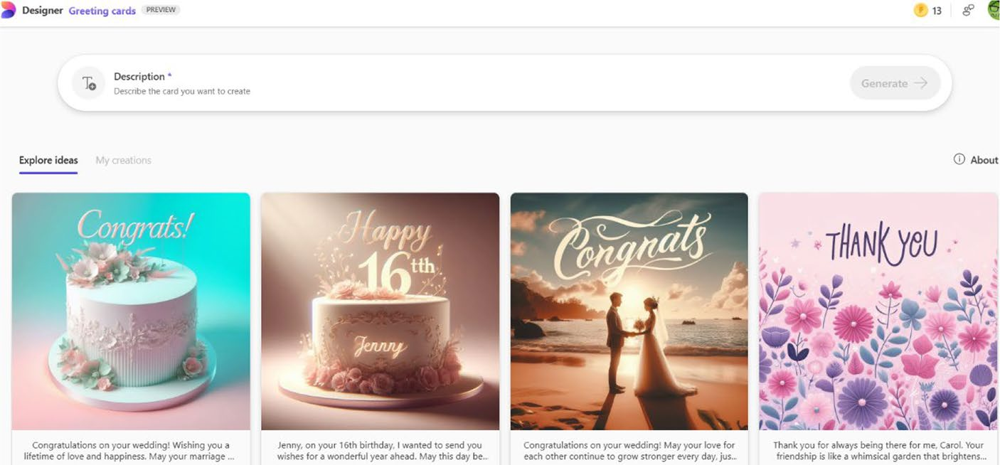 Designer Greeting cards PREVIEW
13
Description *
Describe the card you want to create
Generate
Explore ideas My creations
About
Congrats!
Happy
16tth
Jennny
Congnats
THANK YOU
Congratulations on your wedding! Wishing you a
lifetime of love and happiness. May your marriage ...
Jenny, on your 16th birthday, I wanted to send you
wishes for a wonderful year ahead. May this day be...
Congratulations on your wedding! May your love for
each other continue to grow stronger every day, jus...
Thank you for always being there for me, Carol. Your
friendship is like a whimsical garden that brightens...